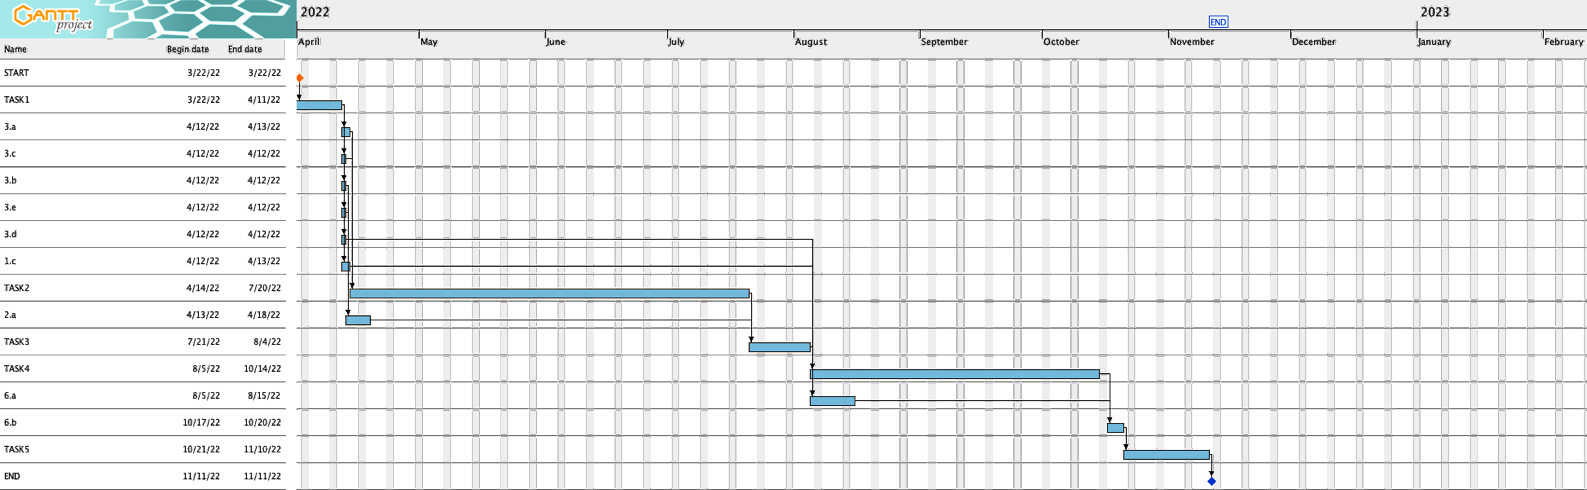 GANTT
project
2022
2023
END
Name Begin date End date
April May June July August September October November December January February
START 3/22/22 3/22/22
TASK1 3/22/22 4/11/22
3.a 4/12/22 4/13/22
3.c 4/12/22 4/12/22
3.b 4/12/22 4/12/22
3.e 4/12/22 4/12/22
3.d 4/12/22 4/12/22
1.c 4/12/22 4/13/22
TASK2 4/14/22 7/20/22
2.a 4/13/22 4/18/22
TASK3 7/21/22 8/4/22
TASK4 8/5/22 10/14/22
6.a 8/5/22 8/15/22
6.b 10/17/22 10/20/22
TASK5 10/21/22 11/10/22
END 11/11/22 11/11/22